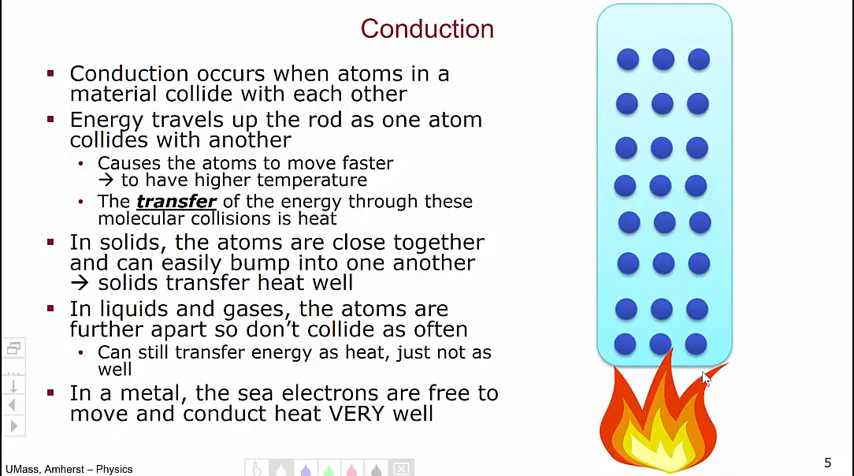 Conduction
▪ Conduction occurs when atoms in a
material collide with each other
▪ Energy travels up the rod as one atom
collides with another
• Causes the atoms to move faster
→ to have higher temperature
• The transfer of the energy through these
molecular collisions is heat
▪ In solids, the atoms are close together
and can easily bump into one another
→ solids transfer heat well
▪ In liquids and gases, the atoms are
further apart so don't collide as often
• Can still transfer energy as heat, just not as
well
▪ In a metal, the sea electrons are free to
move and conduct heat VERY well
UMass, Amherst – Physics
5